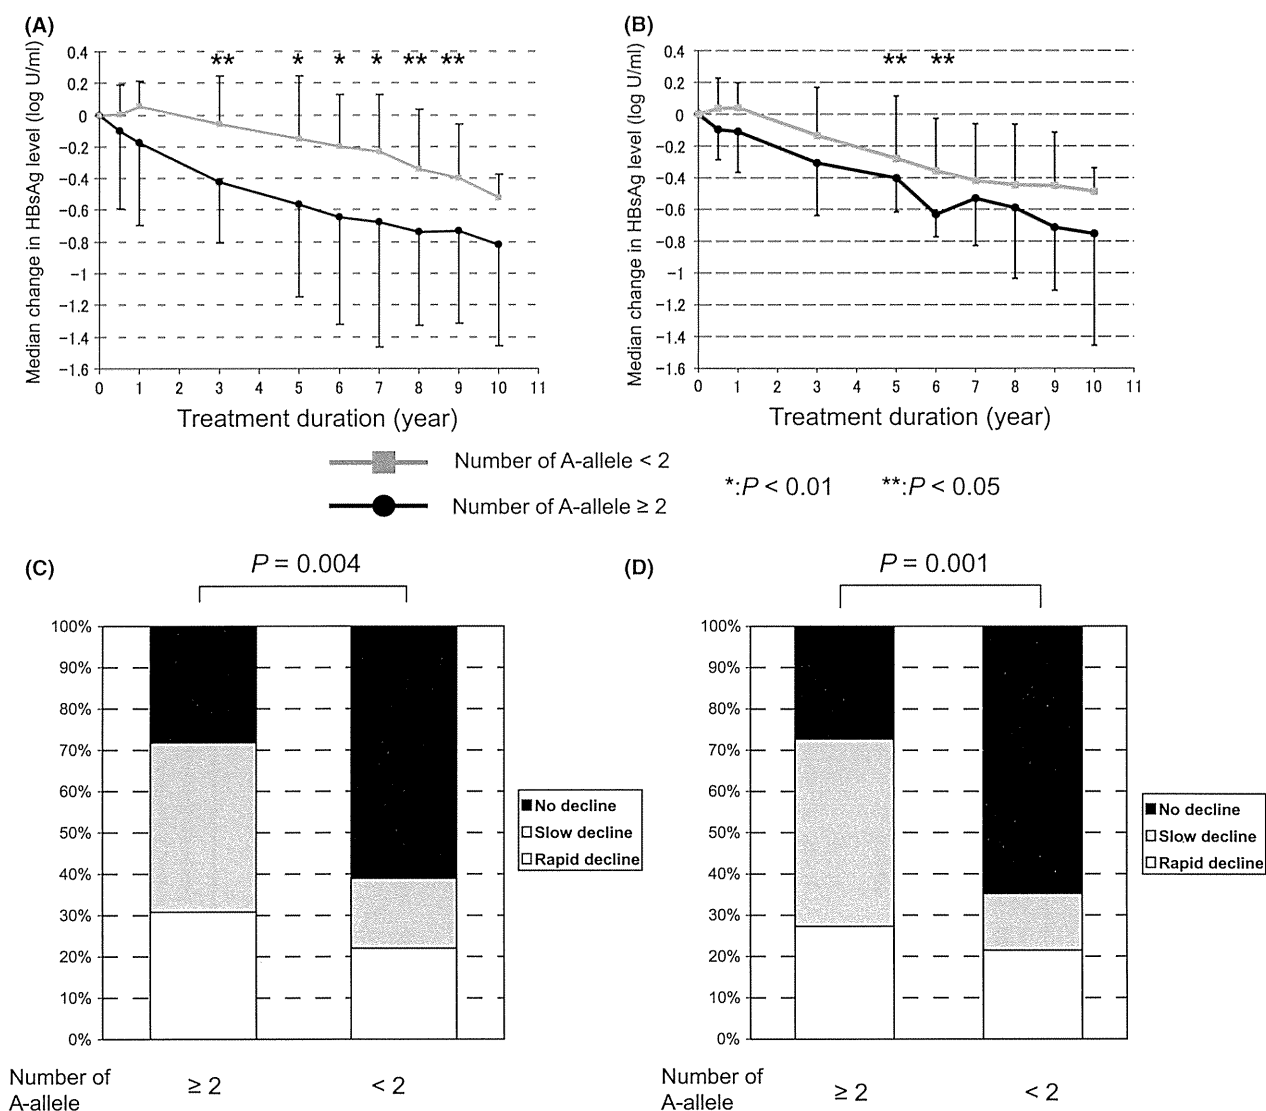 (A)
Median change in HBsAg level (log U/ml)
0.4
0.2
0
−0.2
−0.4
−0.6
−0.8
−1
−1.2
−1.4
−1.6
** * * * ** **
0 1 2 3 4 5 6 7 8 9 10 11
Treatment duration (year)
(B)
Median change in HBsAg level (log U/ml)
0.4
0.2
0
−0.2
−0.4
−0.6
−0.8
−1
−1.2
−1.4
−1.6
** **
0 1 2 3 4 5 6 7 8 9 10 11
Treatment duration (year)
Number of A-allele < 2
Number of A-allele ≥ 2
*:P < 0.01 **:P < 0.05
(C)
P = 0.004
100%
90%
80%
70%
60%
50%
40%
30%
20%
10%
0%
No decline
Slow decline
Rapid decline
Number of
A-allele
≥ 2 < 2
(D)
P = 0.001
100%
90%
80%
70%
60%
50%
40%
30%
20%
10%
0%
No decline
Slow decline
Rapid decline
Number of
A-allele
≥ 2 < 2